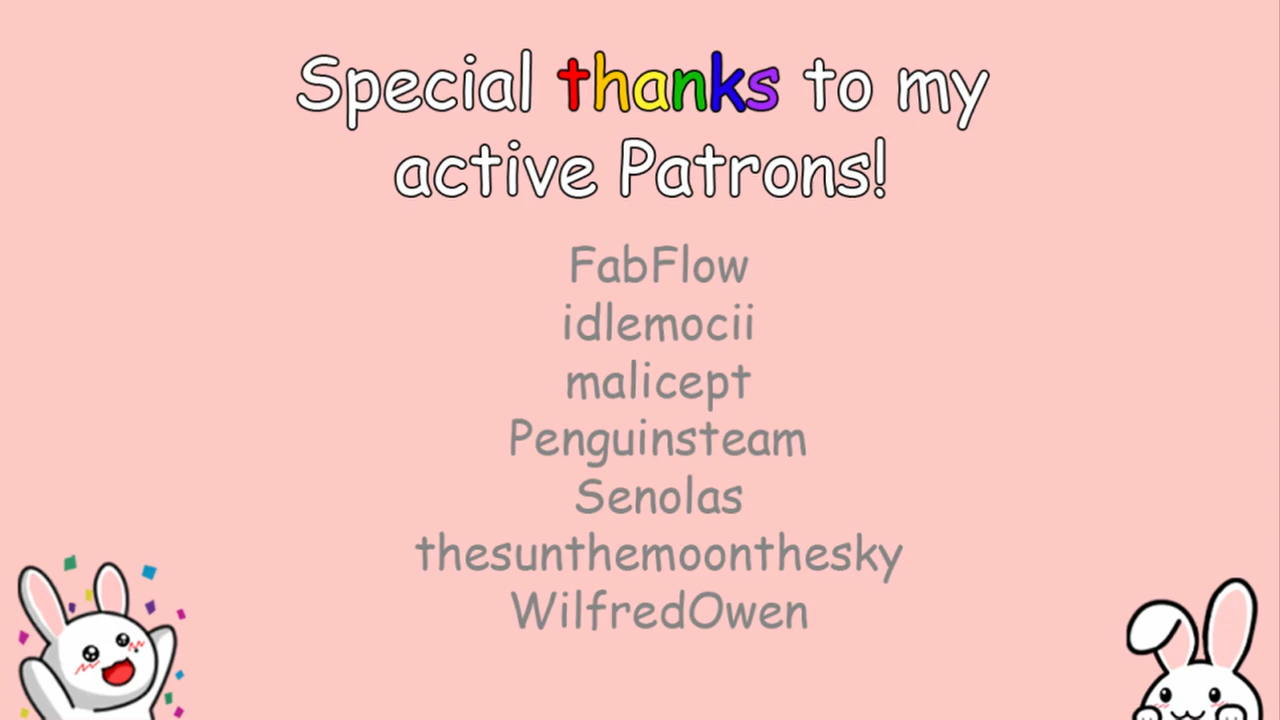 Special thanks to my
active Patrons!
FabFlow
idlemocii
malicept
Penguinsteam
Senolas
thesunthemoonthesky
WilfredOwen